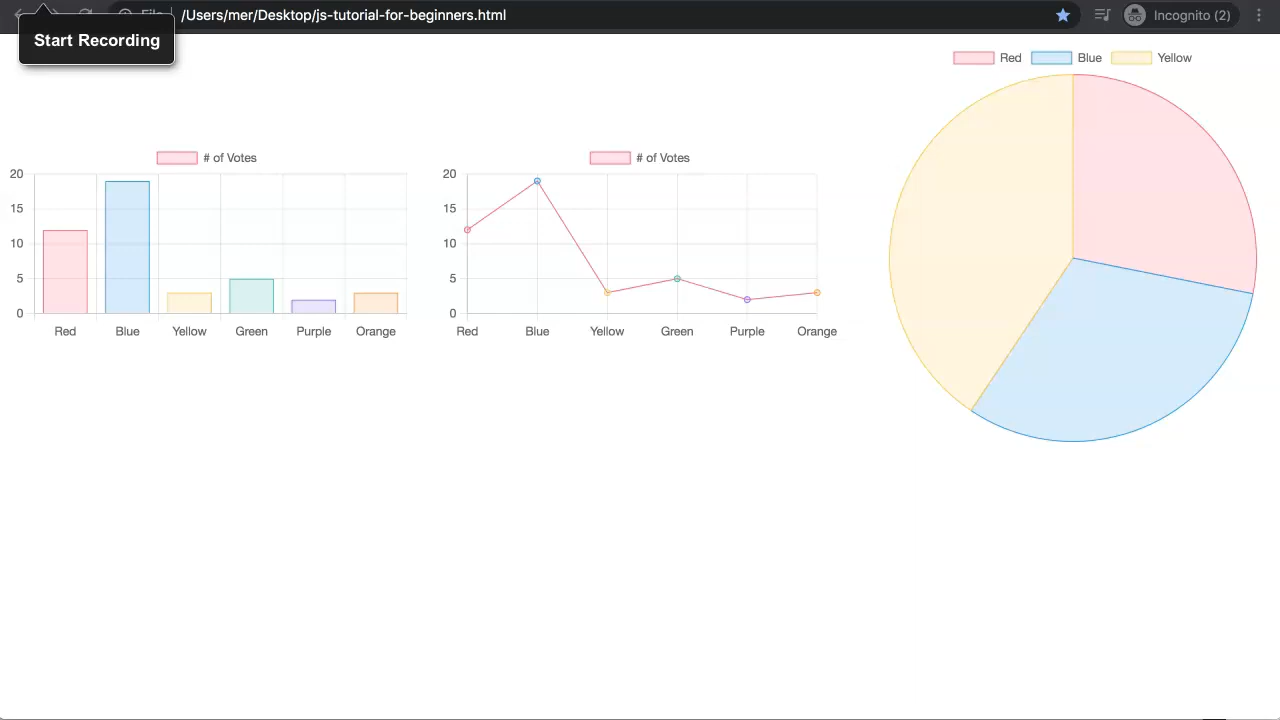 File
/Users/mer/Desktop/js-tutorial-for-beginners.html
Incognito (2)
Start Recording
# of Votes
20
15
10
5
0
Red Blue Yellow Green Purple Orange
# of Votes
20
15
10
5
0
Red Blue Yellow Green Purple Orange
Red Blue Yellow